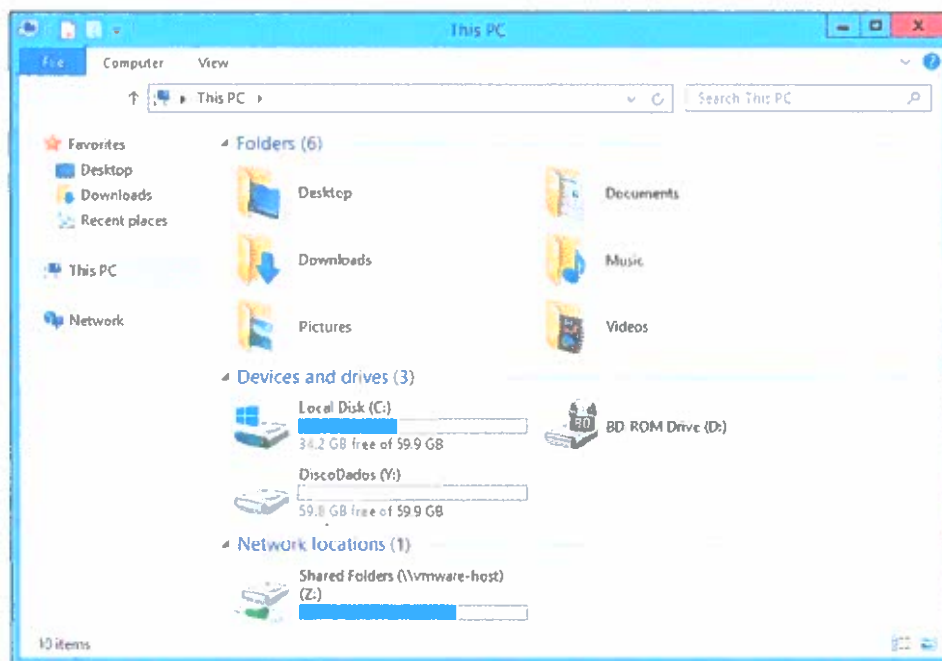 This PC
File Computer View
This PC
Search This PC
Favorites
Desktop
Downloads
Recent places
This PC
Network
Folders (6)
Desktop
Documents
Downloads
Music
Pictures
Videos
Devices and drives (3)
Local Disk (C:)
34.2 GB free of 59.9 GB
BD-ROM Drive (D:)
DiscoDados (Y:)
59.8 GB free of 59.9 GB
Network locations (1)
Shared Folders (\\vmware-host)
(Z:)
10 items